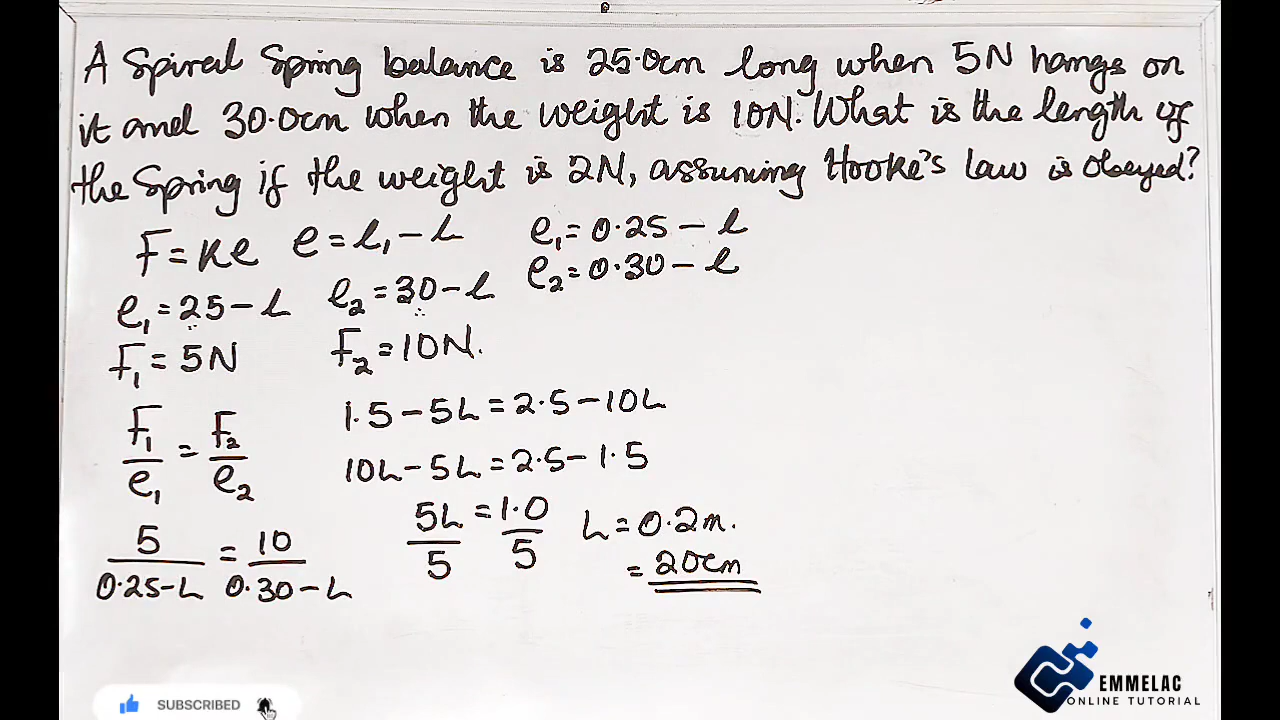 A Spiral Spring balance is 25.0cm long when 5N hangs on
it and 30.0cm when the weight is 10N. What is the length of
the Spring if the weight is 2N, assuming Hooke's law is obeyed?
F = Ke e = l₁ - l e₁ = 0.25 - l
e₂ = 0.30 - l
e₁ = 25 - l e₂ = 30 - l
F₁ = 5N F₂ = 10N.
F₁/e₁ = F₂/e₂
5/(0.25-L) = 10/(0.30-L)
1.5 - 5L = 2.5 - 10L
10L - 5L = 2.5 - 1.5
5L/5 = 1.0/5 L = 0.2m.
= 20cm
SUBSCRIBED
EMMELAC
ONLINE TUTORIAL